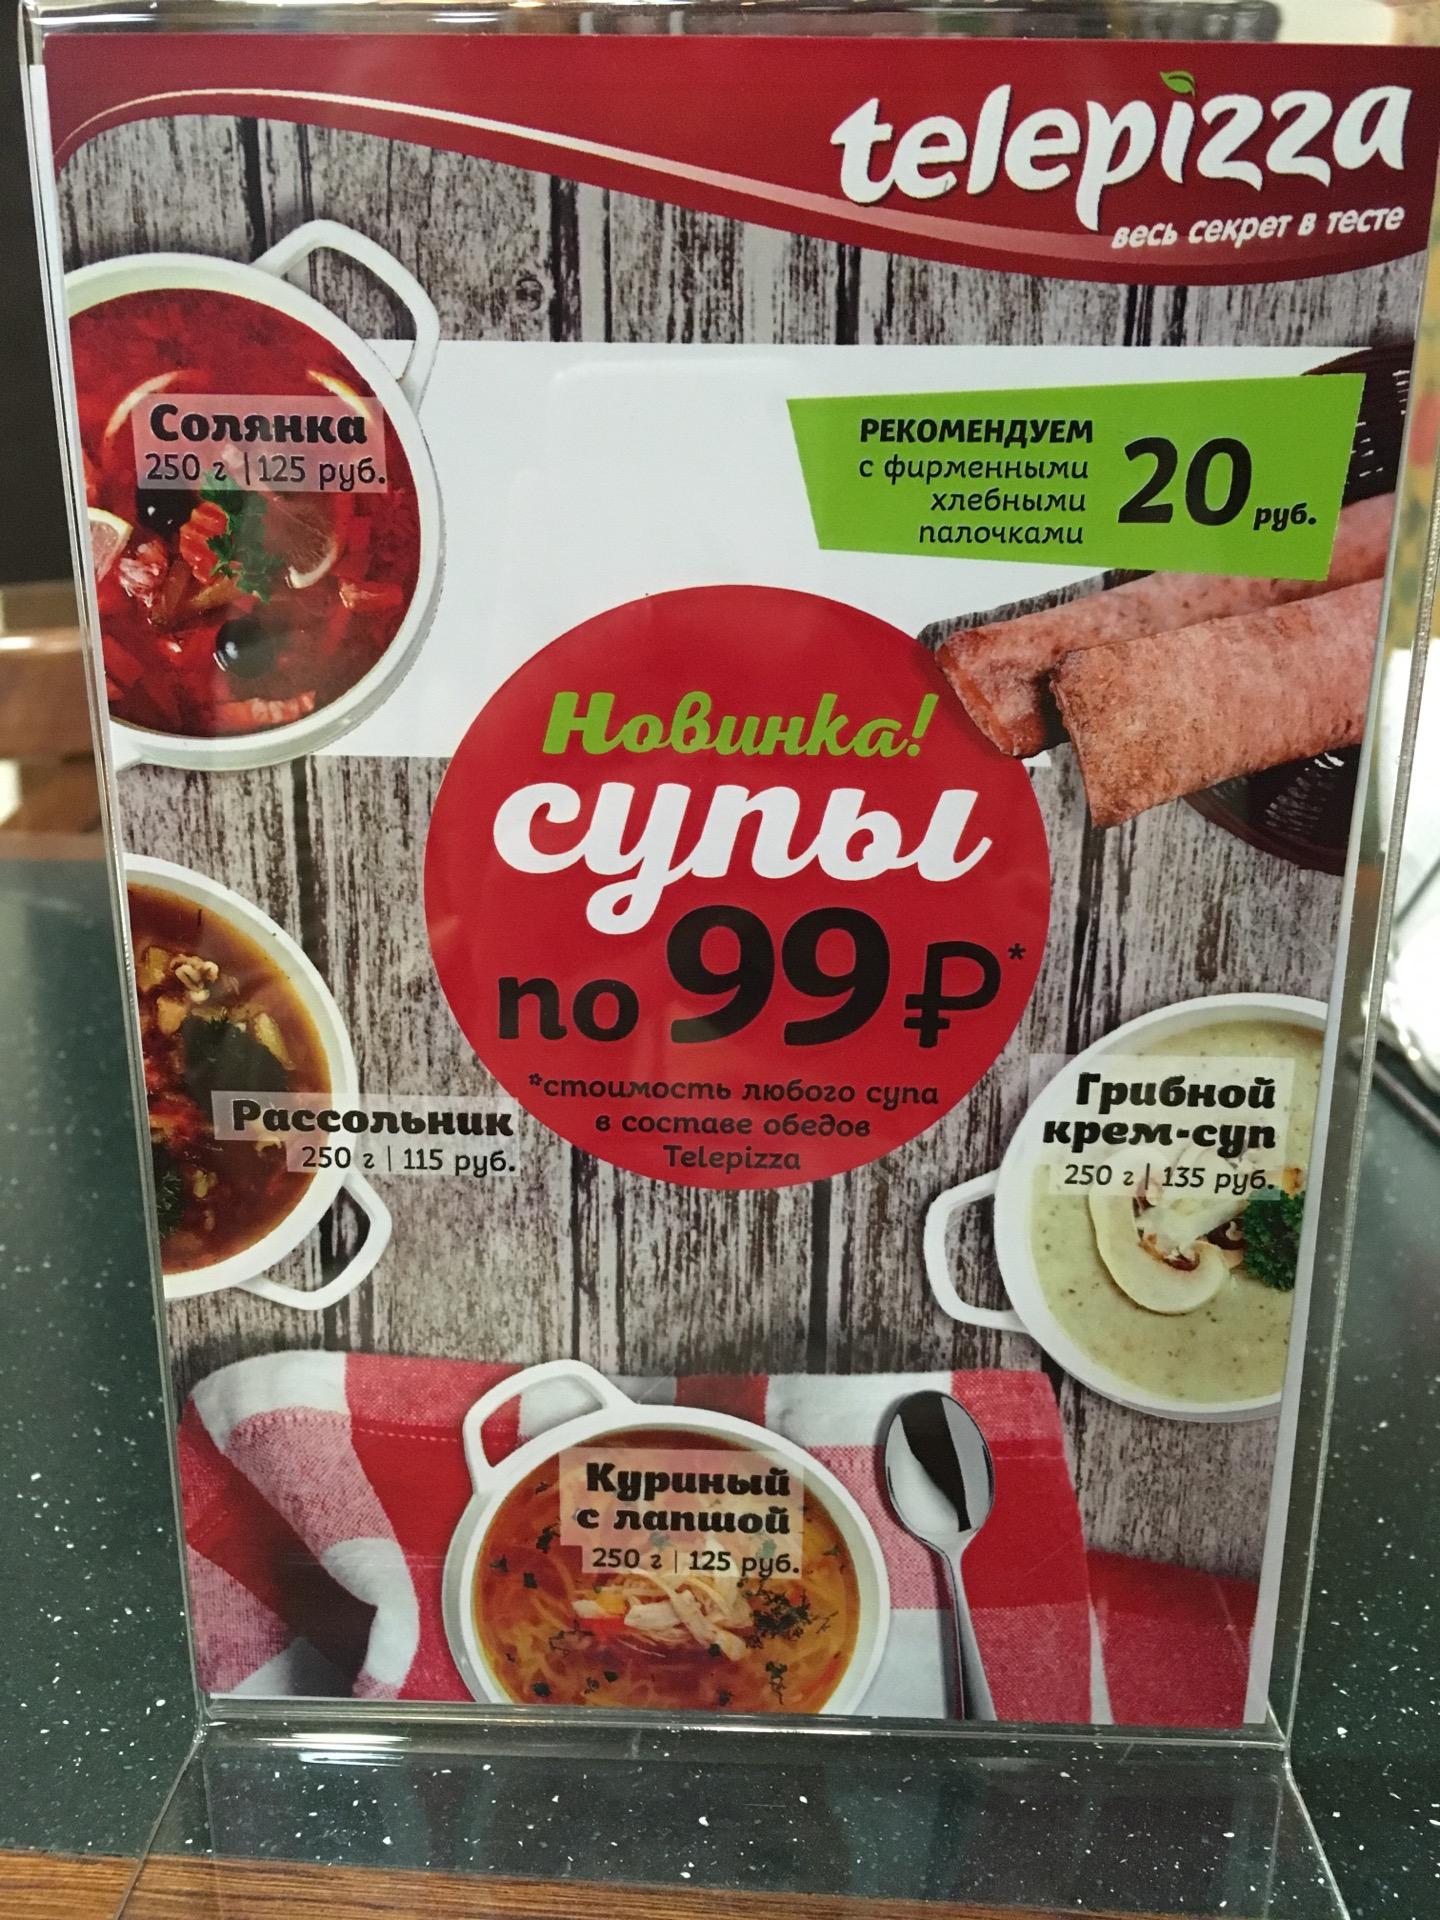 telepizza
весь секрет в тесте
Солянка
250 г | 125 руб.
РЕКОМЕНДУЕМ
с фирменными
хлебными
палочками
20 руб.
Новинка!
супы
по 99 ₽*
*стоимость любого супа
в составе обедов
Telepizza
Рассольник
250 г | 115 руб.
Грибной
крем-суп
250 г | 135 руб.
Куриный
с лапшой
250 г | 125 руб.